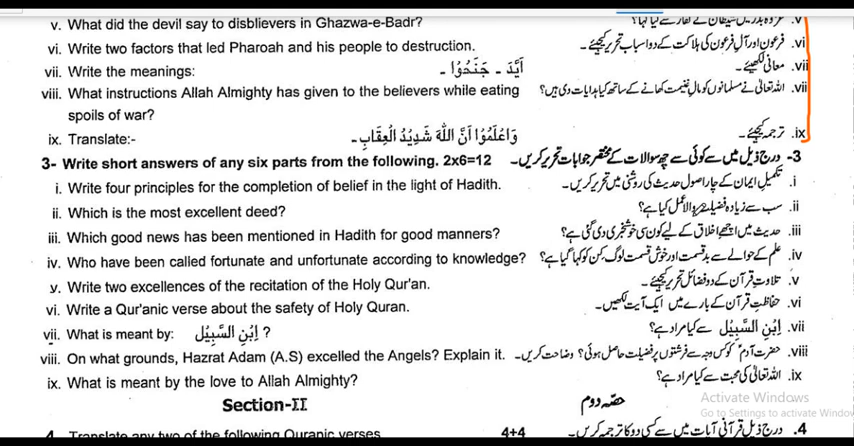 v. What did the devil say to disblievers in Ghazwa-e-Badr?
vi. Write two factors that led Pharoah and his people to destruction. فرعون اور آلِ فرعون کی ہلاکت کے دو اسباب تحریر کیجئے۔ .vi
vii. Write the meanings: أَيَّدَ - جَنَحُوْا - معانی لکھیئے۔ .vii
viii. What instructions Allah Almighty has given to the believers while eating اللہ تعالیٰ نے مسلمانوں کو مالِ غنیمت کھانے کے ساتھ کیا ہدایات دی ہیں؟ .vii
spoils of war?
ix. Translate:- وَاعْلَمُوْا أَنَّ اللّٰهَ شَدِيْدُ الْعِقَابِ۔ ترجمہ کیجئے۔ .ix
3- Write short answers of any six parts from the following. 2x6=12 درج ذیل میں سے کوئی سے چھ سوالات کے مختصر جوابات تحریر کریں۔ -3
i. Write four principles for the completion of belief in the light of Hadith. تکمیلِ ایمان کے چار اصول حدیث کی روشنی میں تحریر کریں۔ .i
ii. Which is the most excellent deed? سب سے زیادہ فضیلت والا عمل کیا ہے؟ .ii
iii. Which good news has been mentioned in Hadith for good manners? حدیث میں اچھے اخلاق کے لیے کون سی خوشخبری دی گئی ہے؟ .iii
iv. Who have been called fortunate and unfortunate according to knowledge? علم کے حوالے سے بدقسمت اور خوش قسمت لوگ کن کو کہا گیا ہے؟ .iv
v. Write two excellences of the recitation of the Holy Qur'an. تلاوتِ قرآن کے دو فضائل تحریر کیجئے۔ .v
vi. Write a Qur'anic verse about the safety of Holy Quran. حفاظتِ قرآن کے بارے میں ایک آیت لکھیں۔ .vi
vii. What is meant by: اِبْنِ السَّبِيْلِ ? اِبْنِ السَّبِيْلِ سے کیا مراد ہے؟ .vii
viii. On what grounds, Hazrat Adam (A.S) excelled the Angels? Explain it. حضرت آدمؑ کو کس وجہ سے فرشتوں پر فضیلت حاصل ہوئی؟ وضاحت کریں۔ .viii
ix. What is meant by the love to Allah Almighty? اللہ تعالیٰ کی محبت سے کیا مراد ہے؟ .ix
Section-II حصّہ دوم
Activate Windows
Go to Settings to activate Windov
4. Translate any two of the following Quranic verses 4+4 درج ذیل قرآنی آیات میں سے کسی دو کا ترجمہ کریں۔ .4